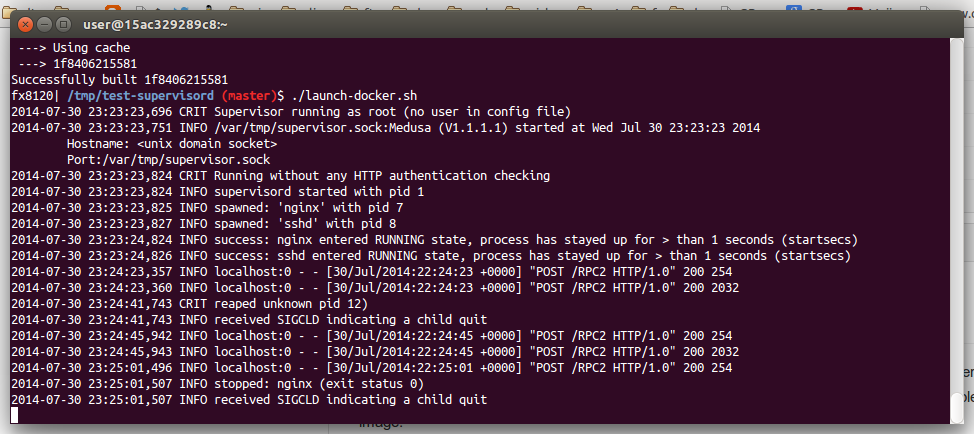 user@15ac329289c8:~
---> Using cache
---> 1f8406215581
Successfully built 1f8406215581
fx8120| /tmp/test-supervisord (master)$ ./launch-docker.sh
2014-07-30 23:23:23,696 CRIT Supervisor running as root (no user in config file)
2014-07-30 23:23:23,751 INFO /var/tmp/supervisor.sock:Medusa (V1.1.1.1) started at Wed Jul 30 23:23:23 2014
Hostname: <unix domain socket>
Port:/var/tmp/supervisor.sock
2014-07-30 23:23:23,824 CRIT Running without any HTTP authentication checking
2014-07-30 23:23:23,824 INFO supervisord started with pid 1
2014-07-30 23:23:23,825 INFO spawned: 'nginx' with pid 7
2014-07-30 23:23:23,827 INFO spawned: 'sshd' with pid 8
2014-07-30 23:23:24,824 INFO success: nginx entered RUNNING state, process has stayed up for > than 1 seconds (startsecs)
2014-07-30 23:23:24,826 INFO success: sshd entered RUNNING state, process has stayed up for > than 1 seconds (startsecs)
2014-07-30 23:24:23,357 INFO localhost:0 - - [30/Jul/2014:22:24:23 +0000] "POST /RPC2 HTTP/1.0" 200 254
2014-07-30 23:24:23,360 INFO localhost:0 - - [30/Jul/2014:22:24:23 +0000] "POST /RPC2 HTTP/1.0" 200 2032
2014-07-30 23:24:41,743 CRIT reaped unknown pid 12)
2014-07-30 23:24:41,743 INFO received SIGCLD indicating a child quit
2014-07-30 23:24:45,942 INFO localhost:0 - - [30/Jul/2014:22:24:45 +0000] "POST /RPC2 HTTP/1.0" 200 254
2014-07-30 23:24:45,943 INFO localhost:0 - - [30/Jul/2014:22:24:45 +0000] "POST /RPC2 HTTP/1.0" 200 2032
2014-07-30 23:25:01,496 INFO localhost:0 - - [30/Jul/2014:22:25:01 +0000] "POST /RPC2 HTTP/1.0" 200 254
2014-07-30 23:25:01,507 INFO stopped: nginx (exit status 0)
2014-07-30 23:25:01,507 INFO received SIGCLD indicating a child quit